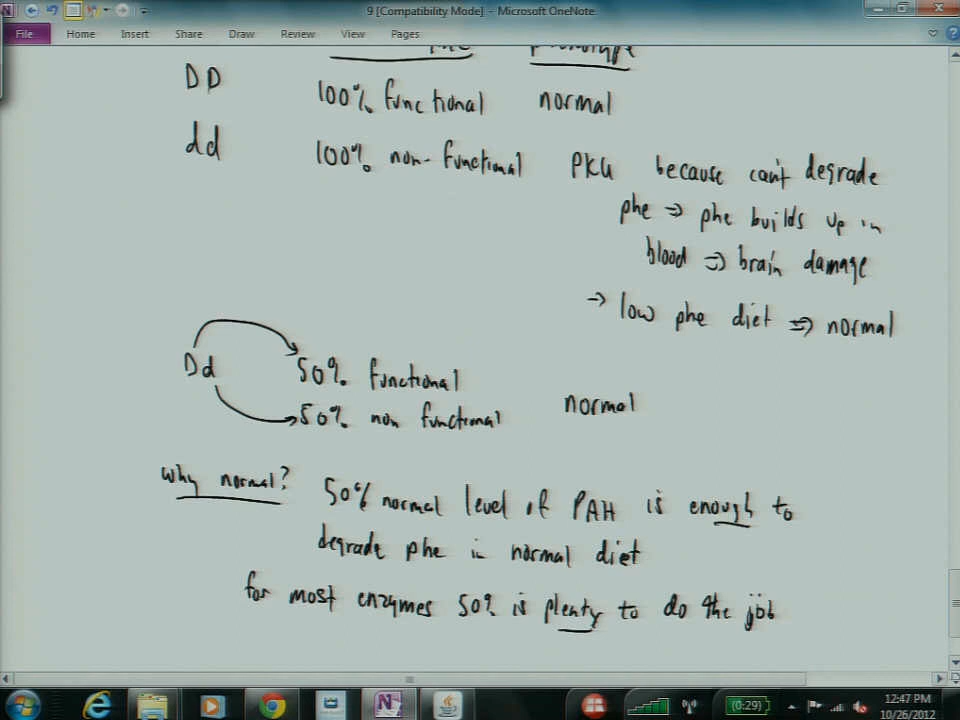 9 [Compatibility Mode] - Microsoft OneNote
File Home Insert Share Draw Review View Pages
phenotype
DD 100% functional normal
dd 100% non-functional PKU because can't degrade
phe ⇒ phe builds up in
blood ⇒ brain damage
→ low phe diet ⇒ normal
Dd 50% functional
50% non functional normal
why normal? 50% normal level of PAH is enough to
degrade phe in normal diet
for most enzymes 50% is plenty to do the job
(0:29)
12:47 PM
10/26/2012